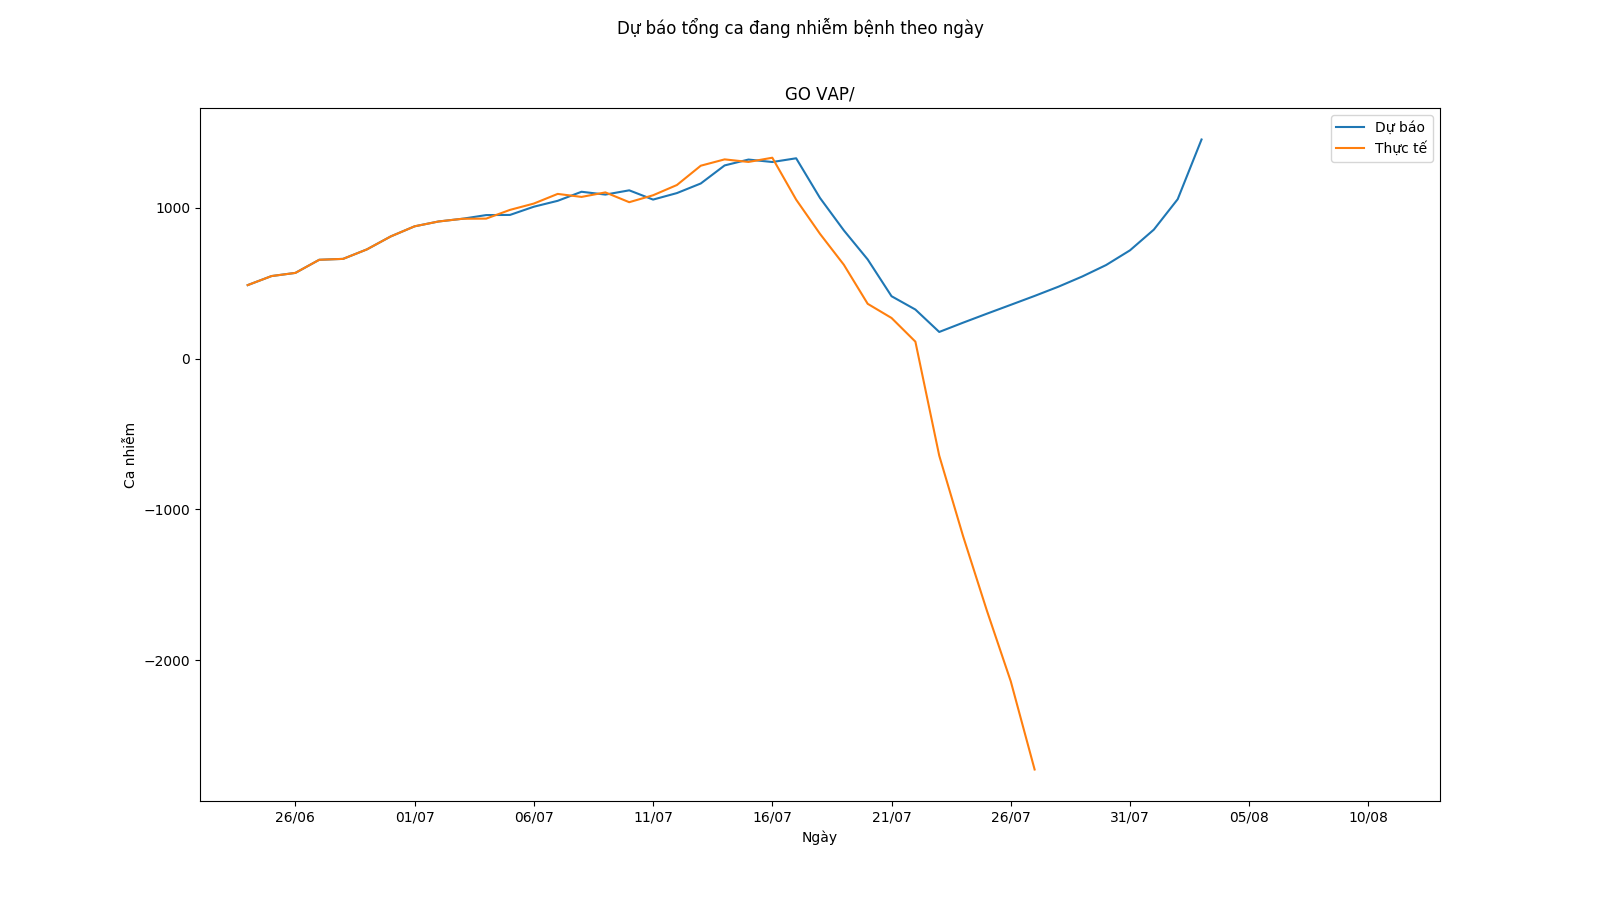 Dự báo tổng ca đang nhiễm bệnh theo ngày
GO VAP/
Dự báo
Thực tế
1000
0
−1000
−2000
Ca nhiễm
26/06 01/07 06/07 11/07 16/07 21/07 26/07 31/07 05/08 10/08
Ngày